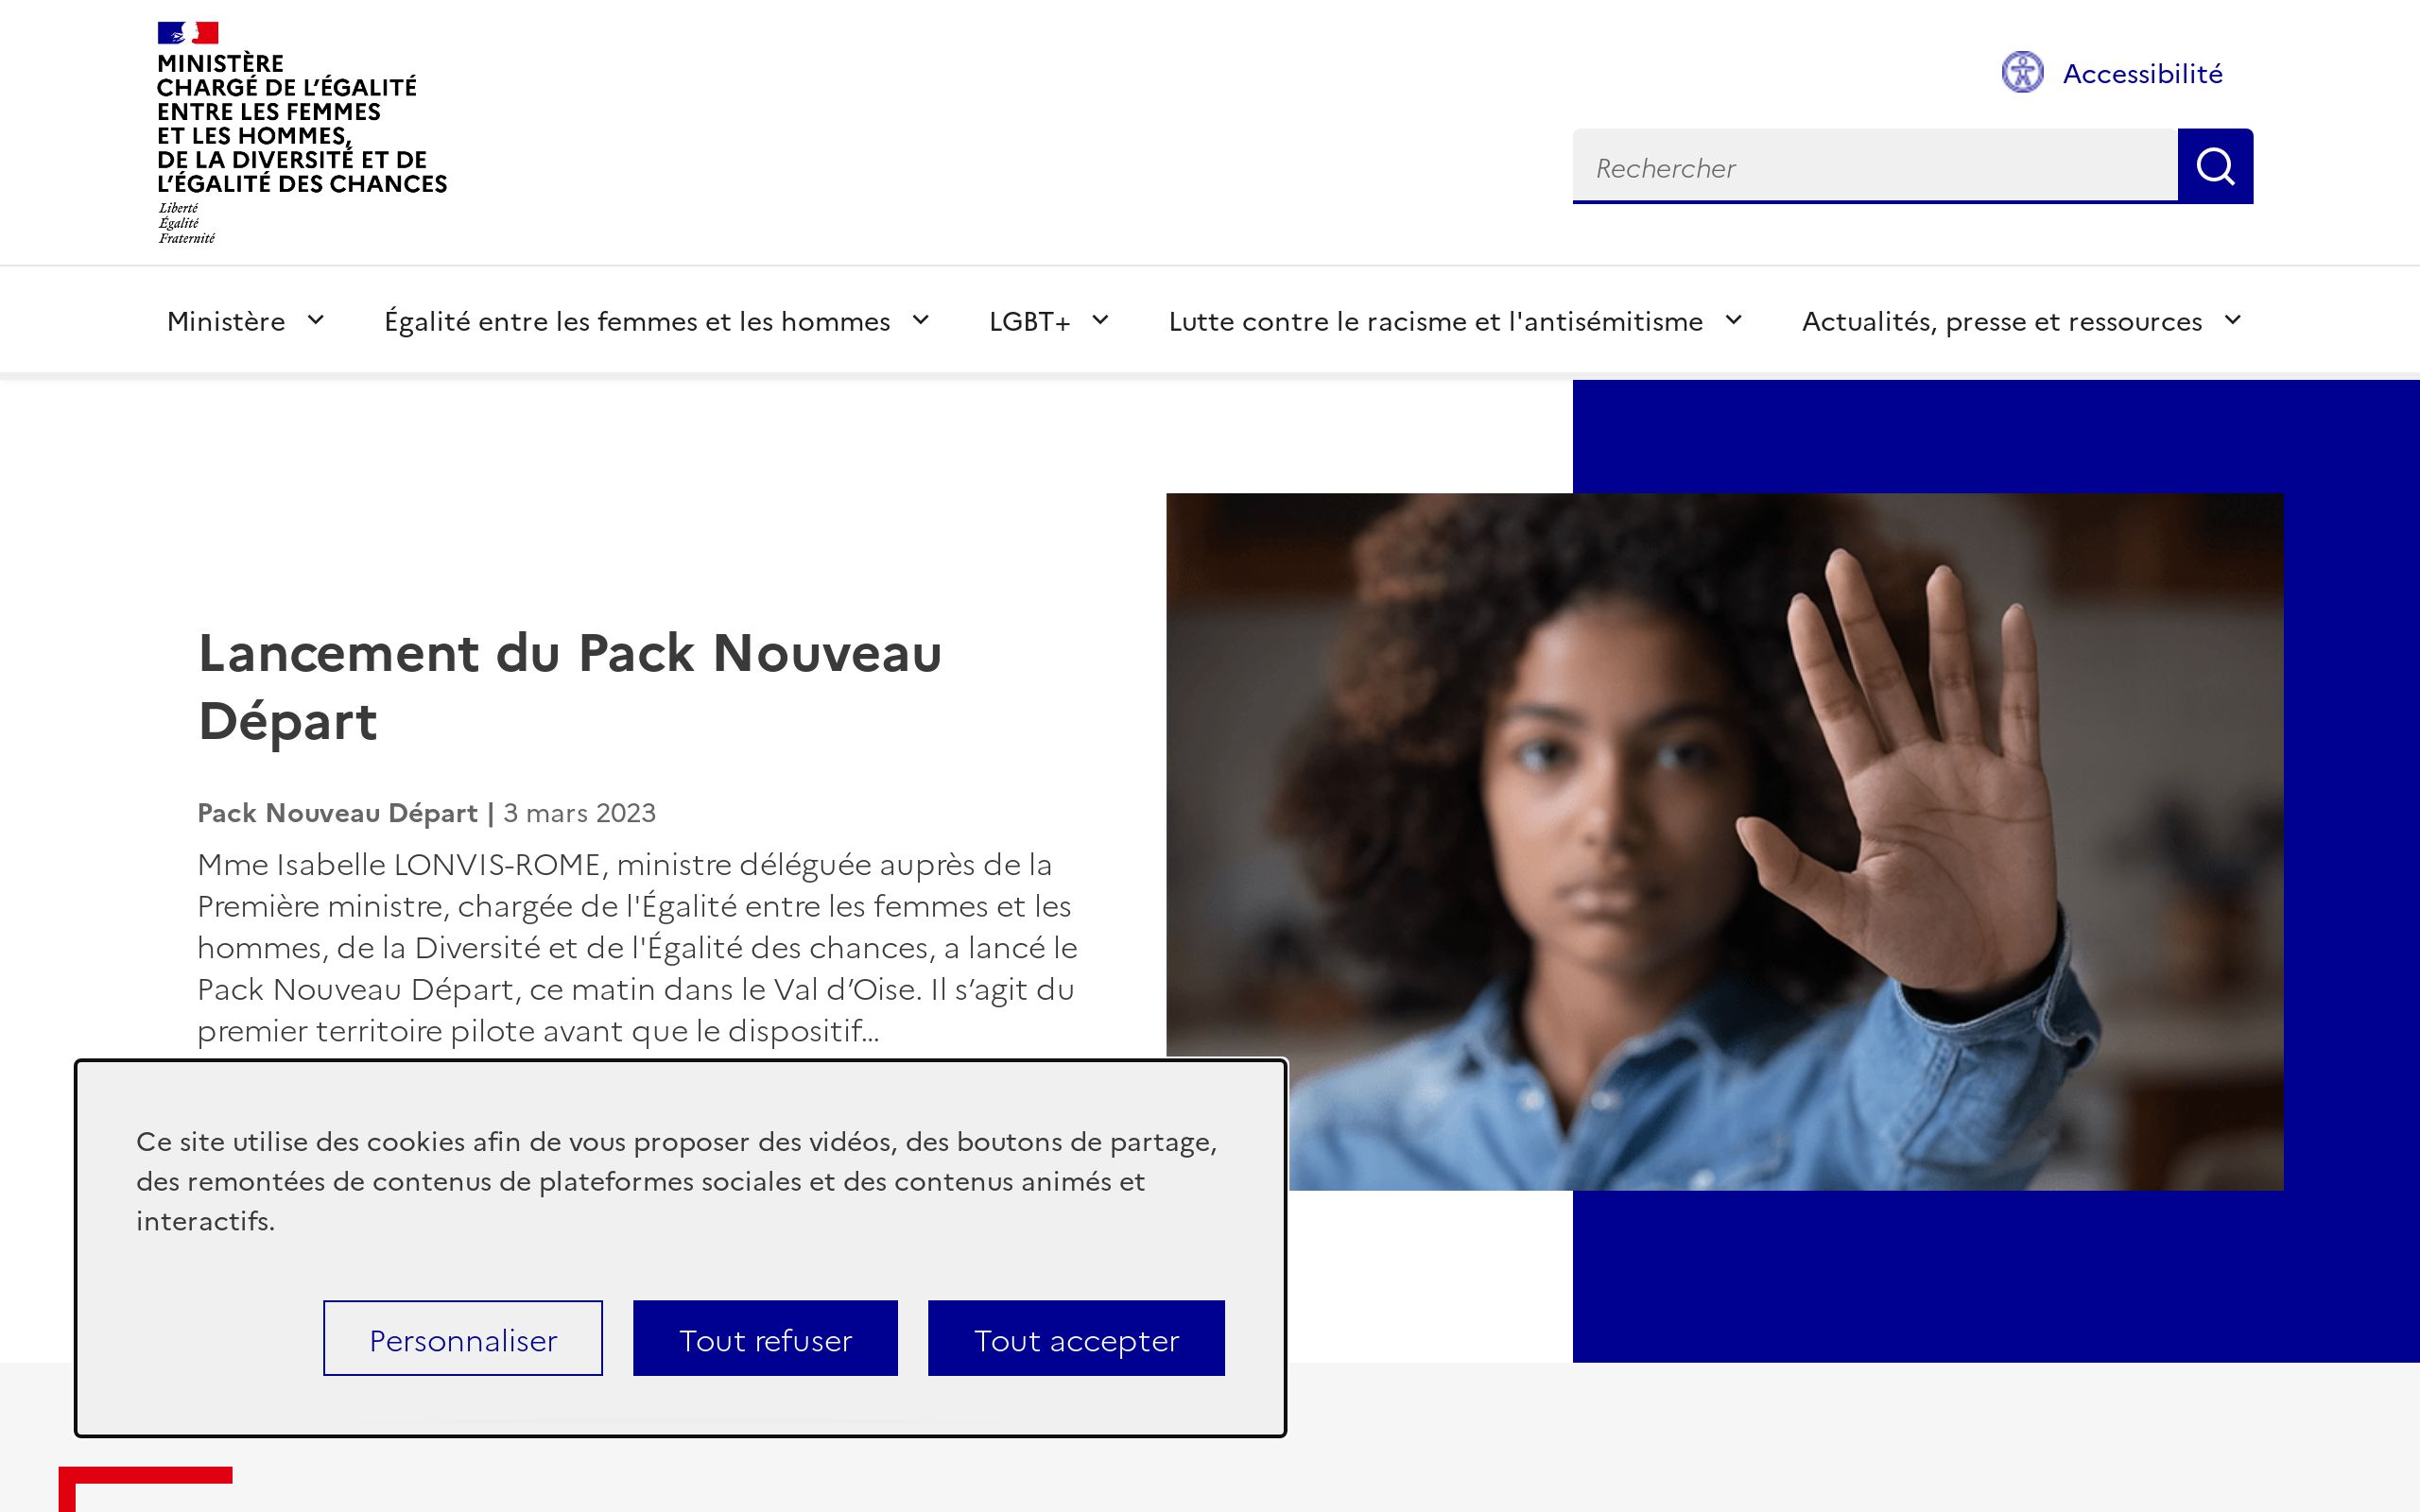 MINISTÈRE
CHARGÉ DE L'ÉGALITÉ
ENTRE LES FEMMES
ET LES HOMMES,
DE LA DIVERSITÉ ET DE
L'ÉGALITÉ DES CHANCES
Liberté
Égalité
Fraternité
Accessibilité
Rechercher
Ministère
Égalité entre les femmes et les hommes
LGBT+
Lutte contre le racisme et l'antisémitisme
Actualités, presse et ressources
Lancement du Pack Nouveau
Départ
Pack Nouveau Départ | 3 mars 2023
Mme Isabelle LONVIS-ROME, ministre déléguée auprès de la
Première ministre, chargée de l'Égalité entre les femmes et les
hommes, de la Diversité et de l'Égalité des chances, a lancé le
Pack Nouveau Départ, ce matin dans le Val d’Oise. Il s’agit du
premier territoire pilote avant que le dispositif...
Ce site utilise des cookies afin de vous proposer des vidéos, des boutons de partage,
des remontées de contenus de plateformes sociales et des contenus animés et
interactifs.
Personnaliser
Tout refuser
Tout accepter